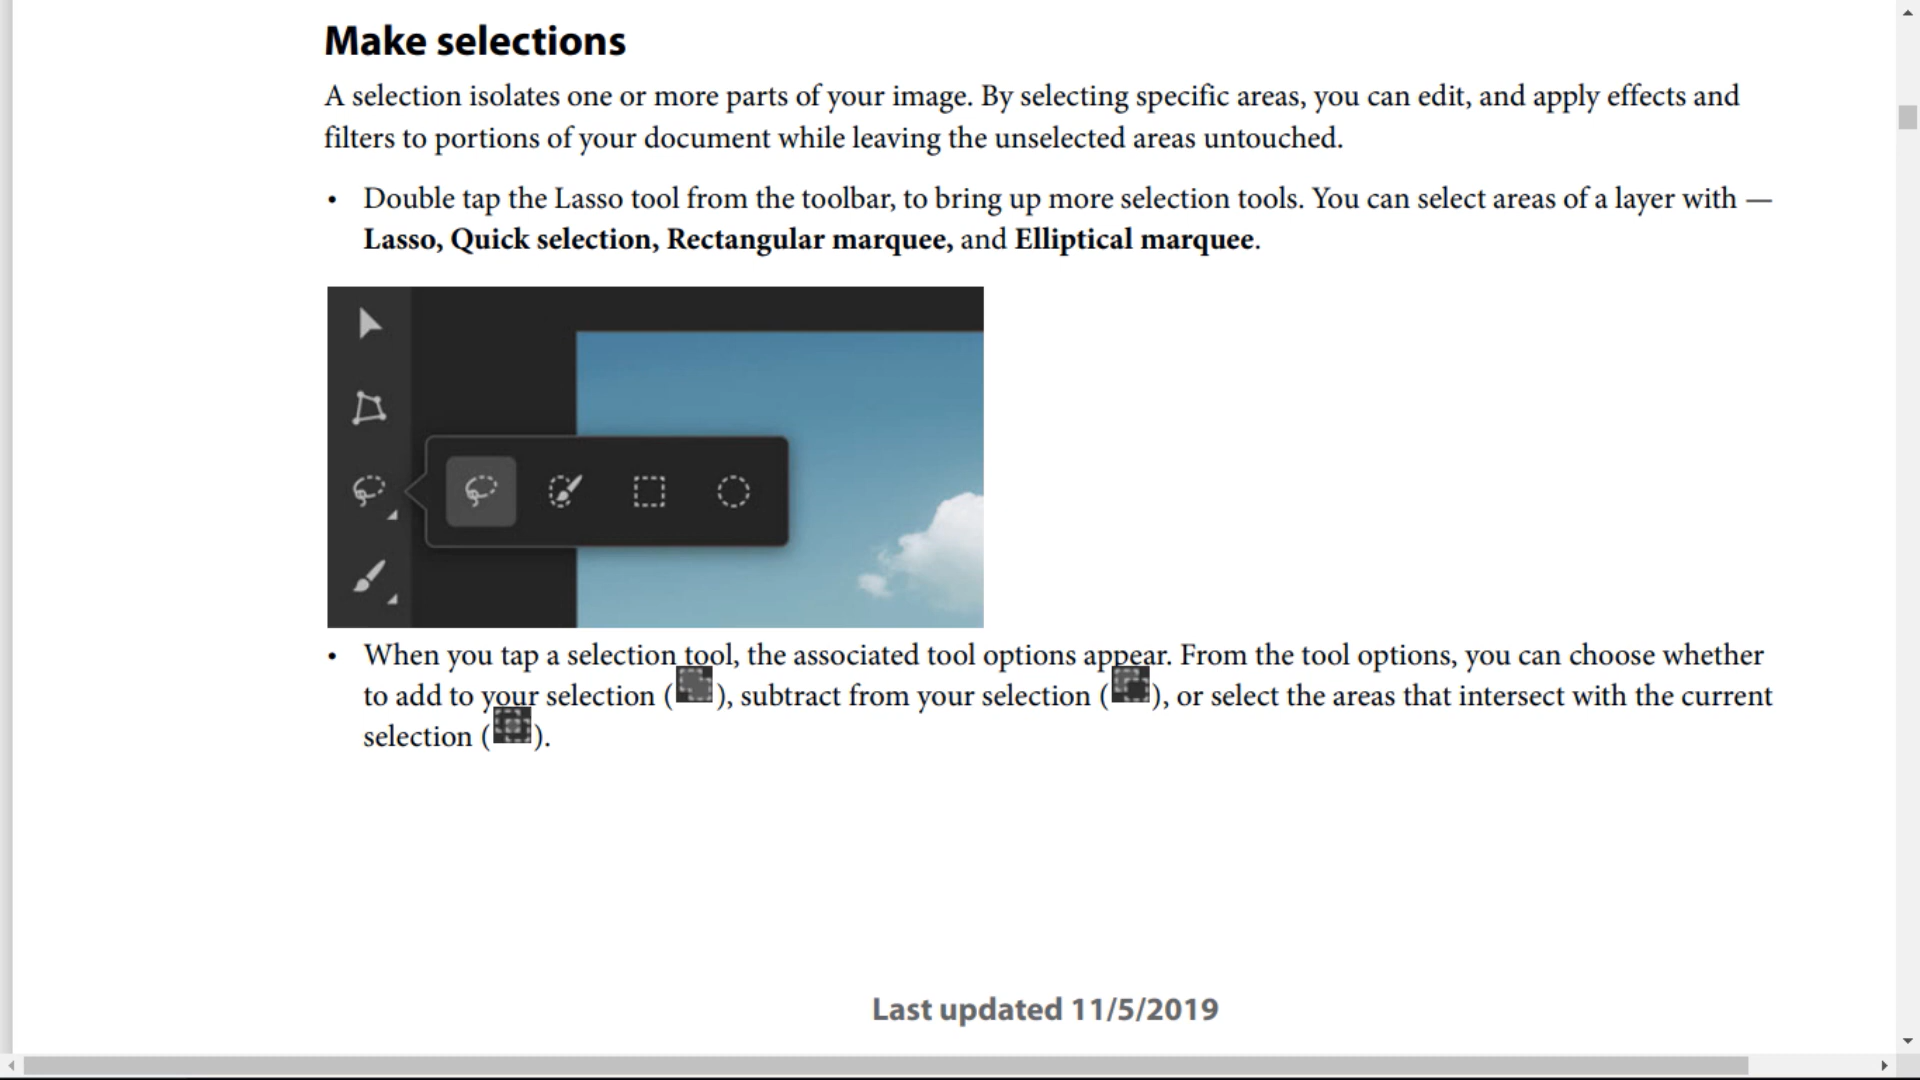 Make selections
A selection isolates one or more parts of your image. By selecting specific areas, you can edit, and apply effects and
filters to portions of your document while leaving the unselected areas untouched.
• Double tap the Lasso tool from the toolbar, to bring up more selection tools. You can select areas of a layer with —
Lasso, Quick selection, Rectangular marquee, and Elliptical marquee.
• When you tap a selection tool, the associated tool options appear. From the tool options, you can choose whether
to add to your selection ( ), subtract from your selection ( ), or select the areas that intersect with the current
selection ( ).
Last updated 11/5/2019